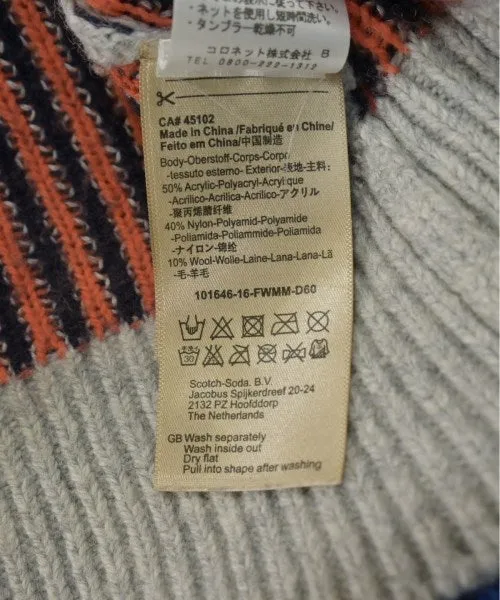 ・ネットを使用し短時間洗い。
・タンブラー乾燥不可
コロネット株式会社 B
TEL 0800-222-1312
CA# 45102
Made in China /Fabriqué en Chine/
Feito em China/中国制造
Body-Oberstoff-Corps-Corpo
-tessuto esterno- Exterior-表地-主料:
50% Acrylic-Polyacryl-Acrylique
-Acrilico-Acrilica-Acrílico-アクリル
-聚丙烯腈纤维
40% Nylon-Polyamid-Polyamide
-Poliamida-Poliammide-Poliamida
-ナイロン-锦纶
10% Wool-Wolle-Laine-Lana-Lana-Lã
-毛-羊毛
101646-16-FWMM-D60
30
Scotch-Soda. B.V.
Jacobus Spijkerdreef 20-24
2132 PZ Hoofddorp
The Netherlands
GB Wash separately
Wash inside out
Dry flat
Pull into shape after washing